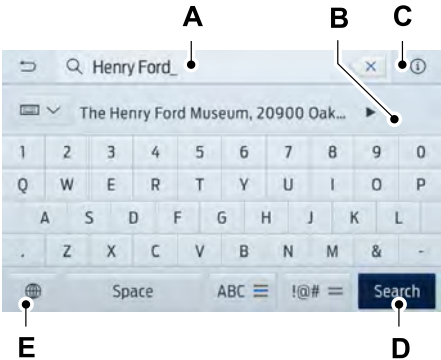 A
B
C
Henry Ford_
The Henry Ford Museum, 20900 Oak...
1 2 3 4 5 6 7 8 9 0
Q W E R T Y U I O P
A S D F G H J K L
. Z X C V B N M & -
Space ABC !@# Search
E
D